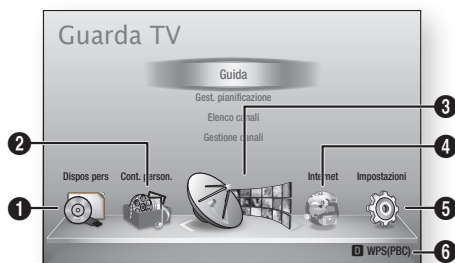 Guarda TV
Guida
Gest. pianificazione
Elenco canali
Gestione canali
Dispos pers
Cont. person.
Internet
Impostazioni
D WPS(PBC)
1
2
3
4
5
6